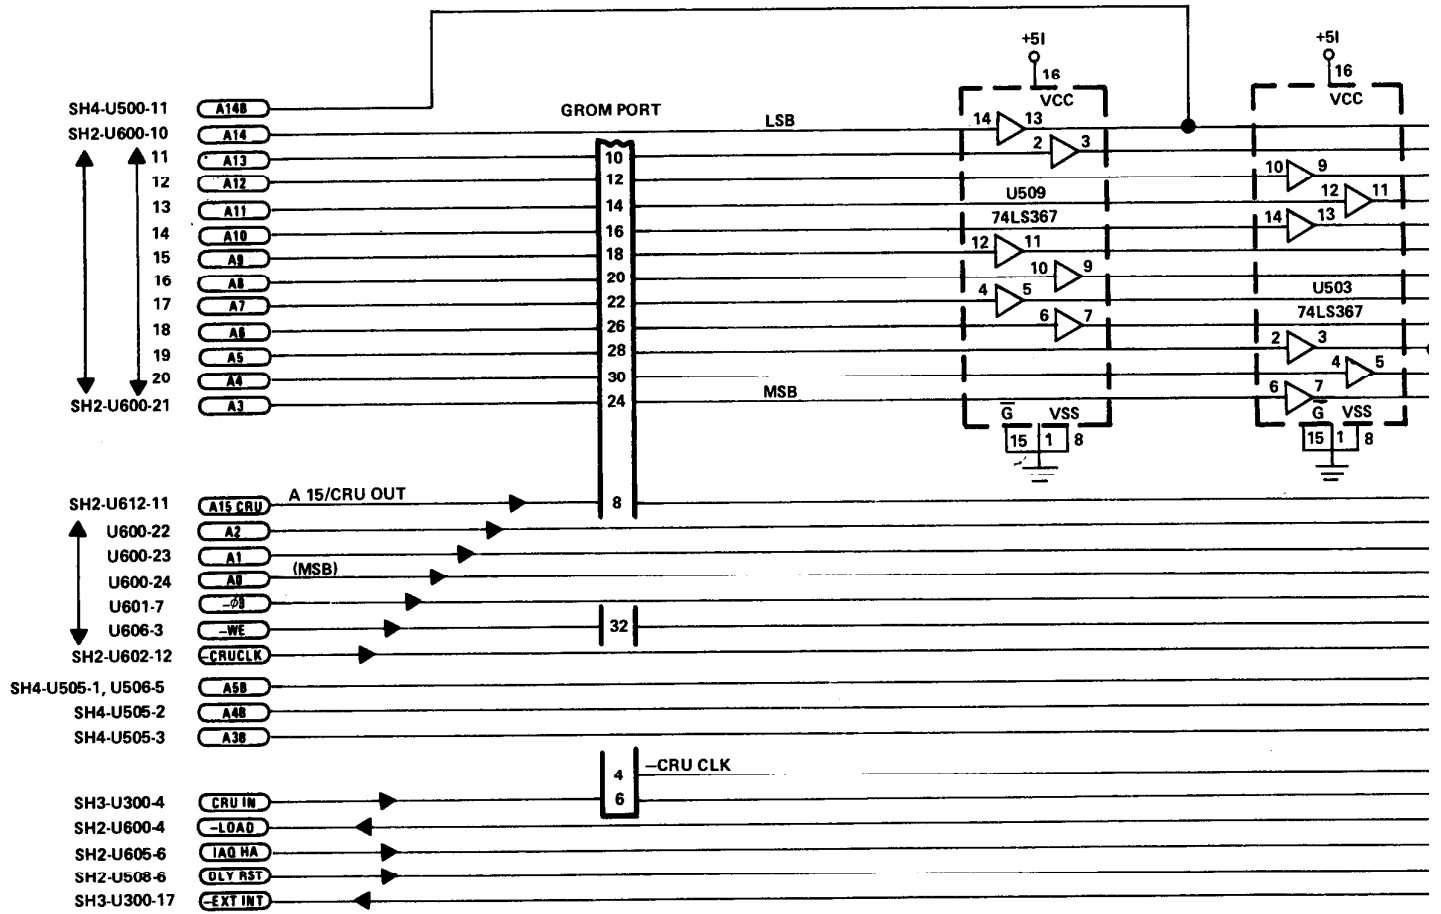 +5I
+5I
16
16
VCC
VCC
SH4-U500-11 A14B
GROM PORT
SH2-U600-10 A14 LSB 14 13
11 A13 10 2 3
12 A12 12 10 9
13 A11 14 U509 12 11
14 A10 16 74LS367 14 13
15 A9 18 12 11
16 A8 20 10 9
17 A7 22 4 5 U503
18 A6 26 6 7 74LS367
19 A5 28 2 3
20 A4 30 4 5
SH2-U600-21 A3 24 MSB 6 7
G VSS G VSS
15 1 8 15 1 8
SH2-U612-11 A15 CRU A 15/CRU OUT 8
U600-22 A2
U600-23 A1
U600-24 A0 (MSB)
U601-7 –φ3
U606-3 –WE 32
SH2-U602-12 –CRUCLK
SH4-U505-1, U506-5 A5B
SH4-U505-2 A4B
SH4-U505-3 A3B
4 –CRU CLK
SH3-U300-4 CRU IN 6
SH2-U600-4 –LOAD
SH2-U605-6 IAQ HA
SH2-U508-6 DLY RST
SH3-U300-17 –EXT INT